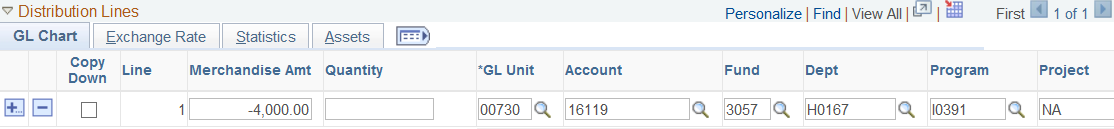 Distribution Lines
Personalize | Find | View All | | First 1 of 1
GL Chart Exchange Rate Statistics Assets
Copy Down Line Merchandise Amt Quantity *GL Unit Account Fund Dept Program Project
1 -4,000.00 00730 16119 3057 H0167 I0391 NA